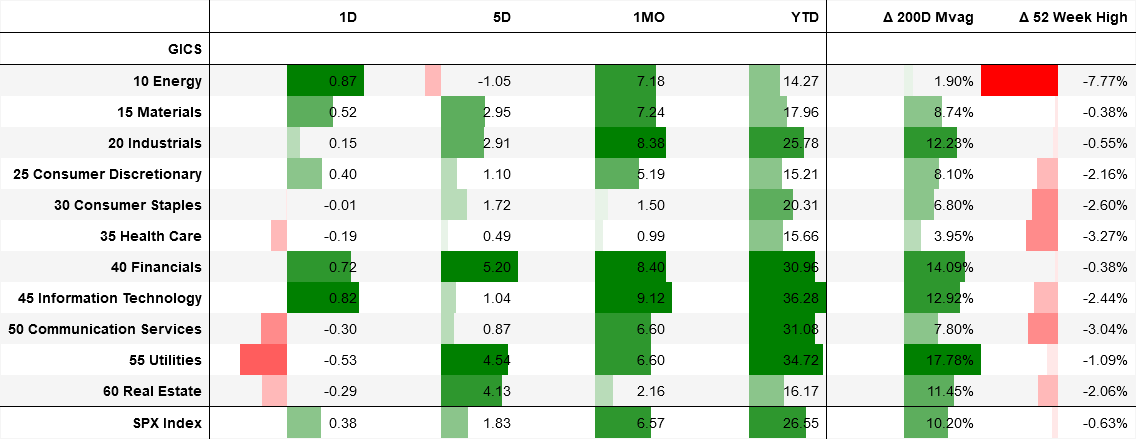 1D 5D 1MO YTD Δ 200D Mvag Δ 52 Week High
GICS
10 Energy 0.87 -1.05 7.18 14.27 1.90% -7.77%
15 Materials 0.52 2.95 7.24 17.96 8.74% -0.38%
20 Industrials 0.15 2.91 8.38 25.78 12.23% -0.55%
25 Consumer Discretionary 0.40 1.10 5.19 15.21 8.10% -2.16%
30 Consumer Staples -0.01 1.72 1.50 20.31 6.80% -2.60%
35 Health Care -0.19 0.49 0.99 15.66 3.95% -3.27%
40 Financials 0.72 5.20 8.40 30.96 14.09% -0.38%
45 Information Technology 0.82 1.04 9.12 36.28 12.92% -2.44%
50 Communication Services -0.30 0.87 6.60 31.08 7.80% -3.04%
55 Utilities -0.53 4.54 6.60 34.72 17.78% -1.09%
60 Real Estate -0.29 4.13 2.16 16.17 11.45% -2.06%
SPX Index 0.38 1.83 6.57 26.55 10.20% -0.63%